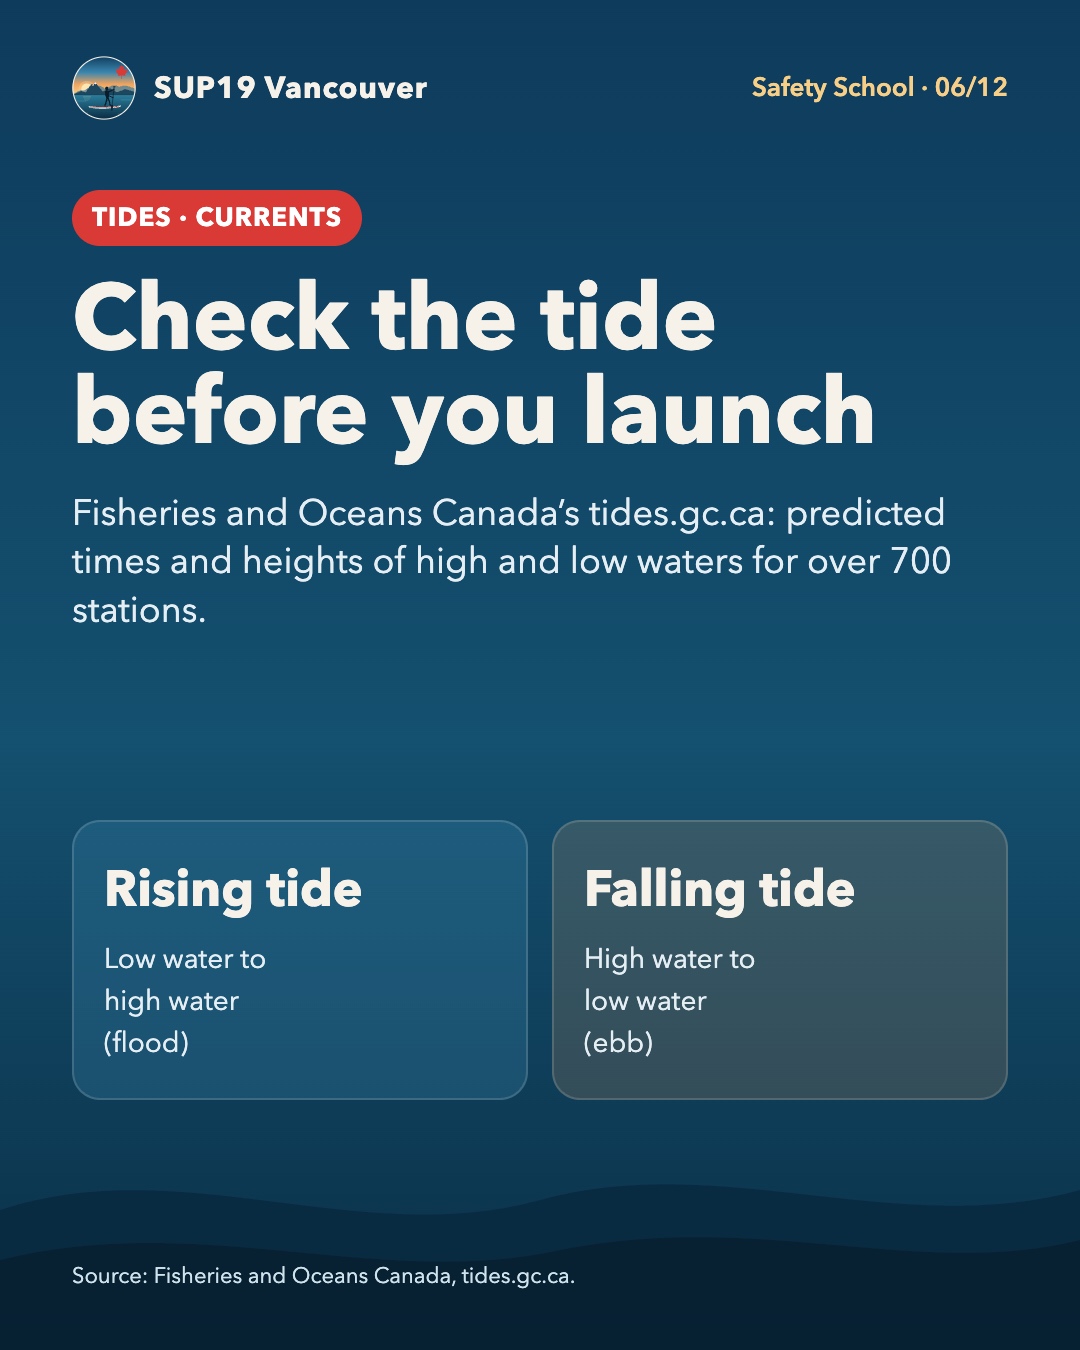 SUP19 Vancouver
Safety School · 06/12
TIDES · CURRENTS
Check the tide
before you launch
Fisheries and Oceans Canada’s tides.gc.ca: predicted
times and heights of high and low waters for over 700
stations.
Rising tide
Low water to
high water
(flood)
Falling tide
High water to
low water
(ebb)
Source: Fisheries and Oceans Canada, tides.gc.ca.